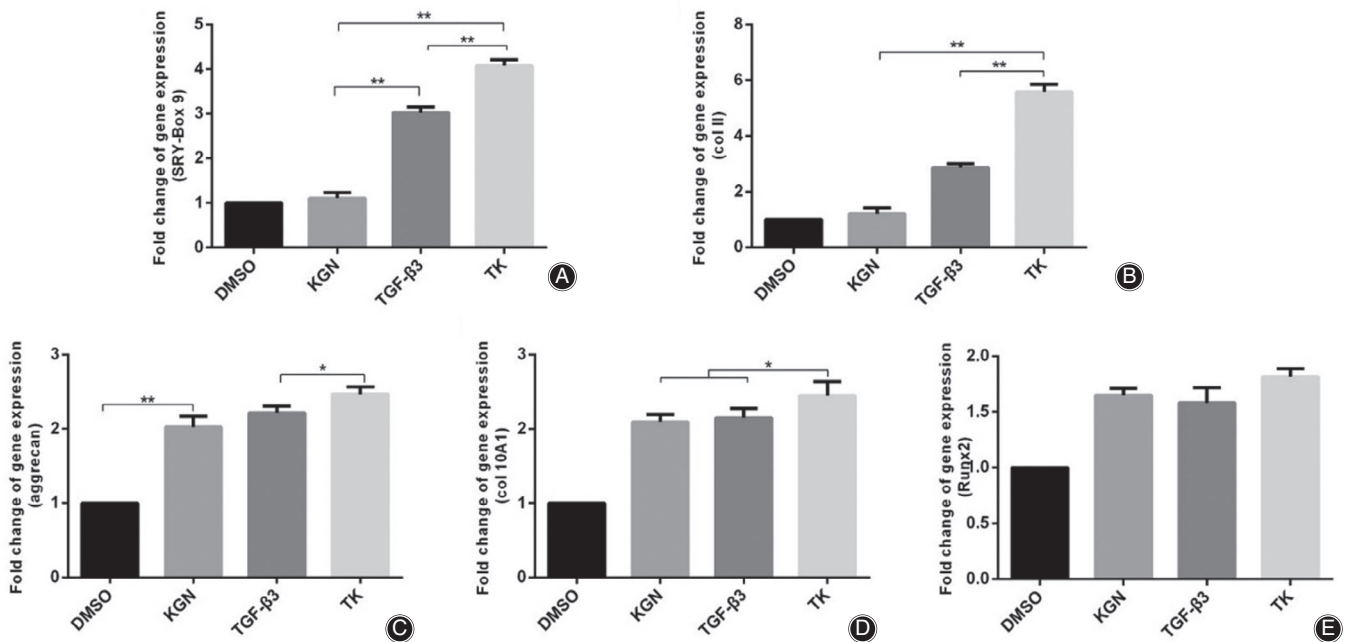 Fold change of gene expression
(SRY-Box 9)
5
4
3
2
1
0
**
**
**
DMSO
KGN
TGF-β3
TK
A
Fold change of gene expression
(col II)
8
6
4
2
0
**
**
DMSO
KGN
TGF-β3
TK
B
Fold change of gene expression
(aggrecan)
3
2
1
0
**
*
DMSO
KGN
TGF-β3
TK
C
Fold change of gene expression
(col 10A1)
3
2
1
0
*
DMSO
KGN
TGF-β3
TK
D
Fold change of gene expression
(Runx2)
2.0
1.5
1.0
0.5
0.0
DMSO
KGN
TGF-β3
TK
E